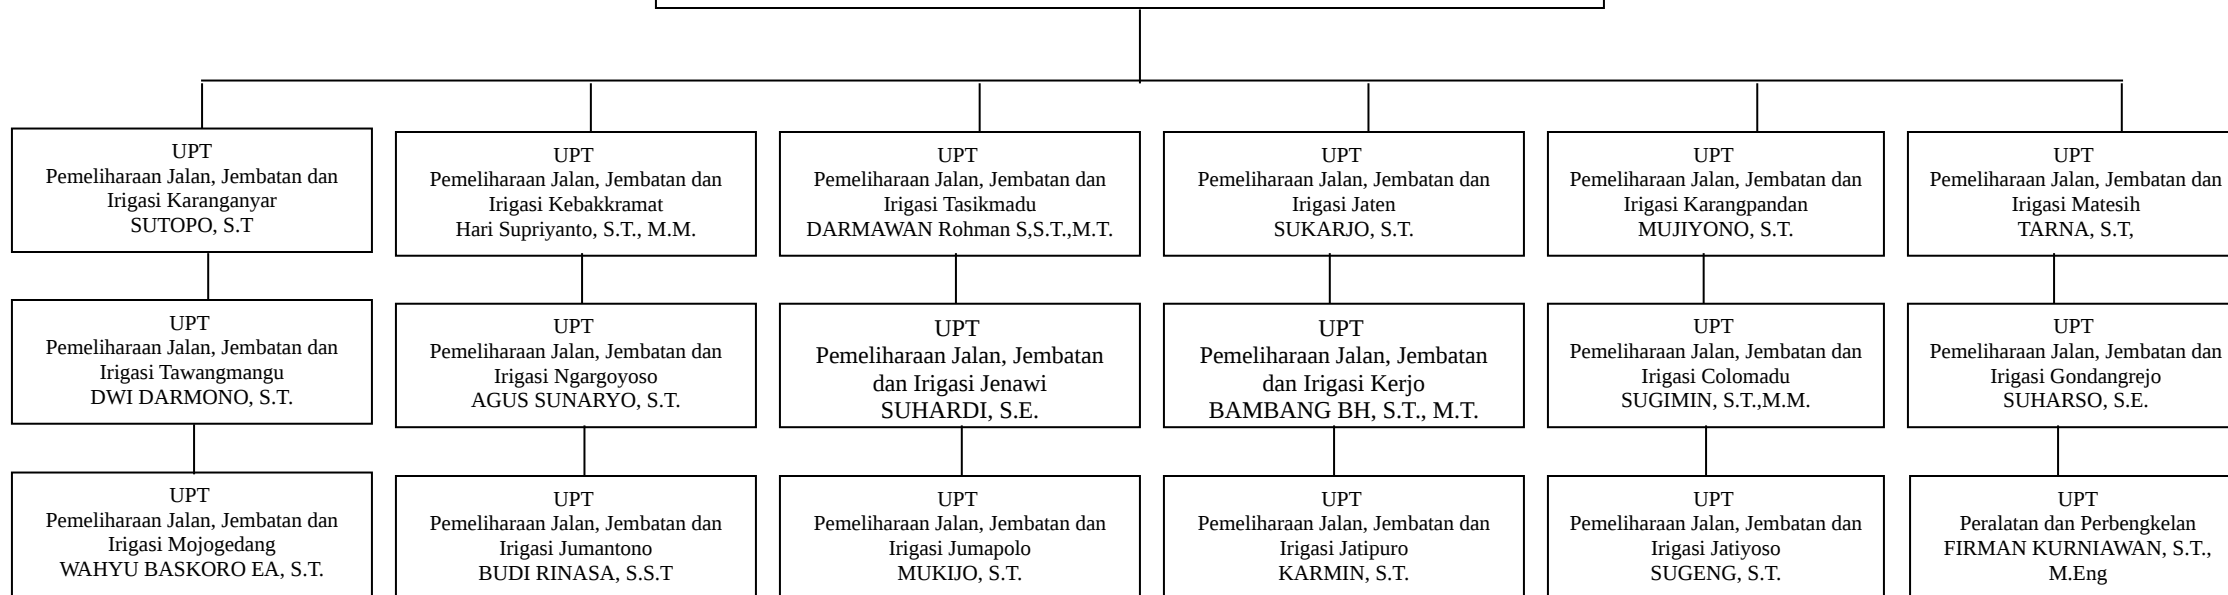 UPT
Pemeliharaan Jalan, Jembatan dan
Irigasi Karanganyar
SUTOPO, S.T
UPT
Pemeliharaan Jalan, Jembatan dan
Irigasi Kebakkramat
Hari Supriyanto, S.T., M.M.
UPT
Pemeliharaan Jalan, Jembatan dan
Irigasi Tasikmadu
DARMAWAN Rohman S,S.T.,M.T.
UPT
Pemeliharaan Jalan, Jembatan dan
Irigasi Jaten
SUKARJO, S.T.
UPT
Pemeliharaan Jalan, Jembatan dan
Irigasi Karangpandan
MUJIYONO, S.T.
UPT
Pemeliharaan Jalan, Jembatan dan
Irigasi Matesih
TARNA, S.T,
UPT
Pemeliharaan Jalan, Jembatan dan
Irigasi Tawangmangu
DWI DARMONO, S.T.
UPT
Pemeliharaan Jalan, Jembatan dan
Irigasi Ngargoyoso
AGUS SUNARYO, S.T.
UPT
Pemeliharaan Jalan, Jembatan
dan Irigasi Jenawi
SUHARDI, S.E.
UPT
Pemeliharaan Jalan, Jembatan
dan Irigasi Kerjo
BAMBANG BH, S.T., M.T.
UPT
Pemeliharaan Jalan, Jembatan dan
Irigasi Colomadu
SUGIMIN, S.T.,M.M.
UPT
Pemeliharaan Jalan, Jembatan dan
Irigasi Gondangrejo
SUHARSO, S.E.
UPT
Pemeliharaan Jalan, Jembatan dan
Irigasi Mojogedang
WAHYU BASKORO EA, S.T.
UPT
Pemeliharaan Jalan, Jembatan dan
Irigasi Jumantono
BUDI RINASA, S.S.T
UPT
Pemeliharaan Jalan, Jembatan dan
Irigasi Jumapolo
MUKIJO, S.T.
UPT
Pemeliharaan Jalan, Jembatan dan
Irigasi Jatipuro
KARMIN, S.T.
UPT
Pemeliharaan Jalan, Jembatan dan
Irigasi Jatiyoso
SUGENG, S.T.
UPT
Peralatan dan Perbengkelan
FIRMAN KURNIAWAN, S.T.,
M.Eng